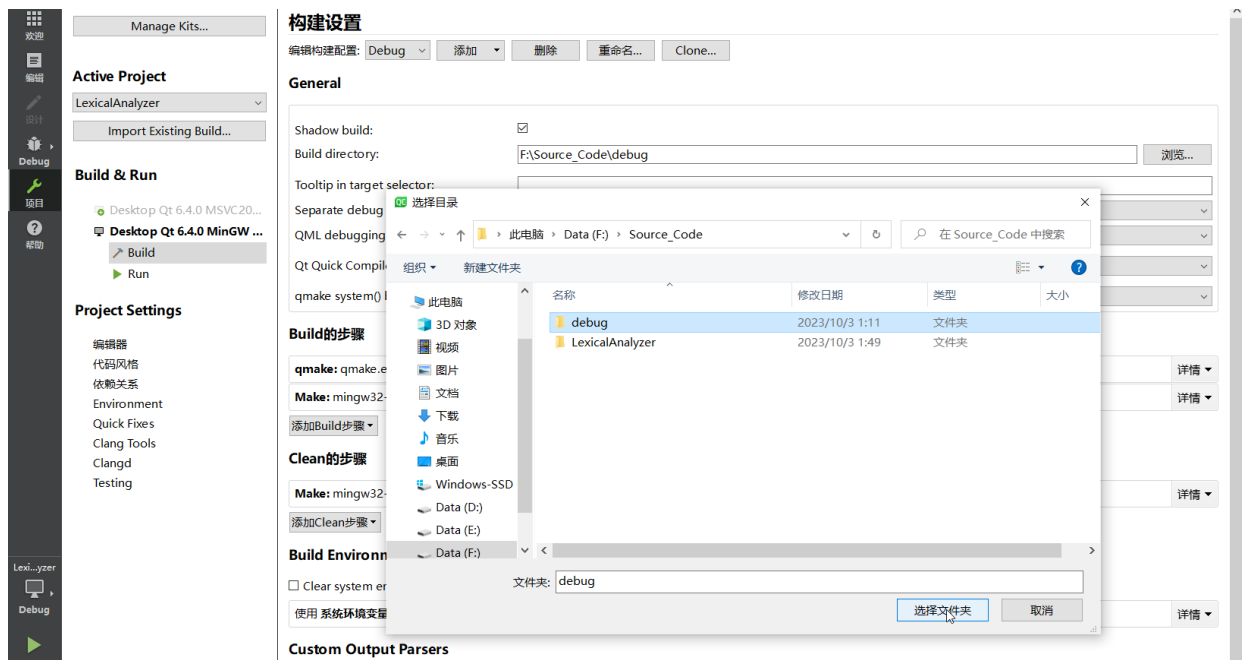 欢迎
编辑
设计
Debug
项目
帮助
Lexi...yzer
Debug
Manage Kits...
Active Project
LexicalAnalyzer
Import Existing Build...
Build & Run
Desktop Qt 6.4.0 MSVC20...
Desktop Qt 6.4.0 MinGW ...
Build
Run
Project Settings
编辑器
代码风格
依赖关系
Environment
Quick Fixes
Clang Tools
Clangd
Testing
构建设置
编辑构建配置: Debug 添加 删除 重命名... Clone...
General
Shadow build:
Build directory: F:\Source_Code\debug 浏览...
Tooltip in target selector:
Separate debug
QML debugging
Qt Quick Compil
qmake system()
Build的步骤
qmake: qmake.e 详情
Make: mingw32- 详情
添加Build步骤
Clean的步骤
Make: mingw32- 详情
添加Clean步骤
Build Environ
Clear system er
使用 系统环境变量 详情
Custom Output Parsers
QC 选择目录
此电脑 Data (F:) Source_Code 在 Source_Code 中搜索
组织 新建文件夹
此电脑
3D 对象
视频
图片
文档
下载
音乐
桌面
Windows-SSD
Data (D:)
Data (E:)
Data (F:)
名称 修改日期 类型 大小
debug 2023/10/3 1:11 文件夹
LexicalAnalyzer 2023/10/3 1:49 文件夹
文件夹: debug
选择文件夹 取消